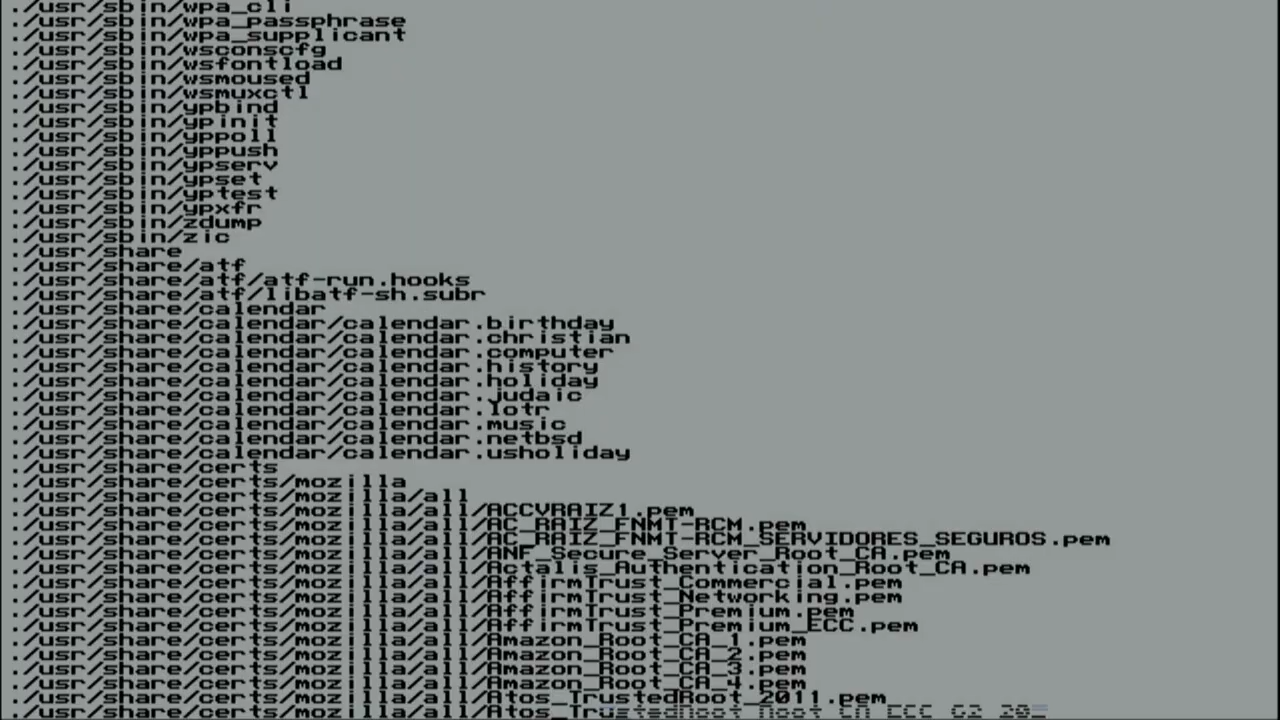 ./usr/sbin/wpa_cli
./usr/sbin/wpa_passphrase
./usr/sbin/wpa_supplicant
./usr/sbin/wsconscfg
./usr/sbin/wsfontload
./usr/sbin/wsmoused
./usr/sbin/wsmuxctl
./usr/sbin/ypbind
./usr/sbin/ypinit
./usr/sbin/yppoll
./usr/sbin/yppush
./usr/sbin/ypserv
./usr/sbin/ypset
./usr/sbin/yptest
./usr/sbin/ypxfr
./usr/sbin/zdump
./usr/sbin/zic
./usr/share
./usr/share/atf
./usr/share/atf/atf-run.hooks
./usr/share/atf/libatf-sh.subr
./usr/share/calendar
./usr/share/calendar/calendar.birthday
./usr/share/calendar/calendar.christian
./usr/share/calendar/calendar.computer
./usr/share/calendar/calendar.history
./usr/share/calendar/calendar.holiday
./usr/share/calendar/calendar.judaic
./usr/share/calendar/calendar.lotr
./usr/share/calendar/calendar.music
./usr/share/calendar/calendar.netbsd
./usr/share/calendar/calendar.usholiday
./usr/share/certs
./usr/share/certs/mozilla
./usr/share/certs/mozilla/all
./usr/share/certs/mozilla/all/ACCVRAIZ1.pem
./usr/share/certs/mozilla/all/AC_RAIZ_FNMT-RCM.pem
./usr/share/certs/mozilla/all/AC_RAIZ_FNMT-RCM_SERVIDORES_SEGUROS.pem
./usr/share/certs/mozilla/all/ANF_Secure_Server_Root_CA.pem
./usr/share/certs/mozilla/all/Actalis_Authentication_Root_CA.pem
./usr/share/certs/mozilla/all/AffirmTrust_Commercial.pem
./usr/share/certs/mozilla/all/AffirmTrust_Networking.pem
./usr/share/certs/mozilla/all/AffirmTrust_Premium.pem
./usr/share/certs/mozilla/all/AffirmTrust_Premium_ECC.pem
./usr/share/certs/mozilla/all/Amazon_Root_CA_1.pem
./usr/share/certs/mozilla/all/Amazon_Root_CA_2.pem
./usr/share/certs/mozilla/all/Amazon_Root_CA_3.pem
./usr/share/certs/mozilla/all/Amazon_Root_CA_4.pem
./usr/share/certs/mozilla/all/Atos_TrustedRoot_2011.pem
./usr/share/certs/mozilla/all/Atos_TrustedRoot_Root_CA_ECC_G2_20